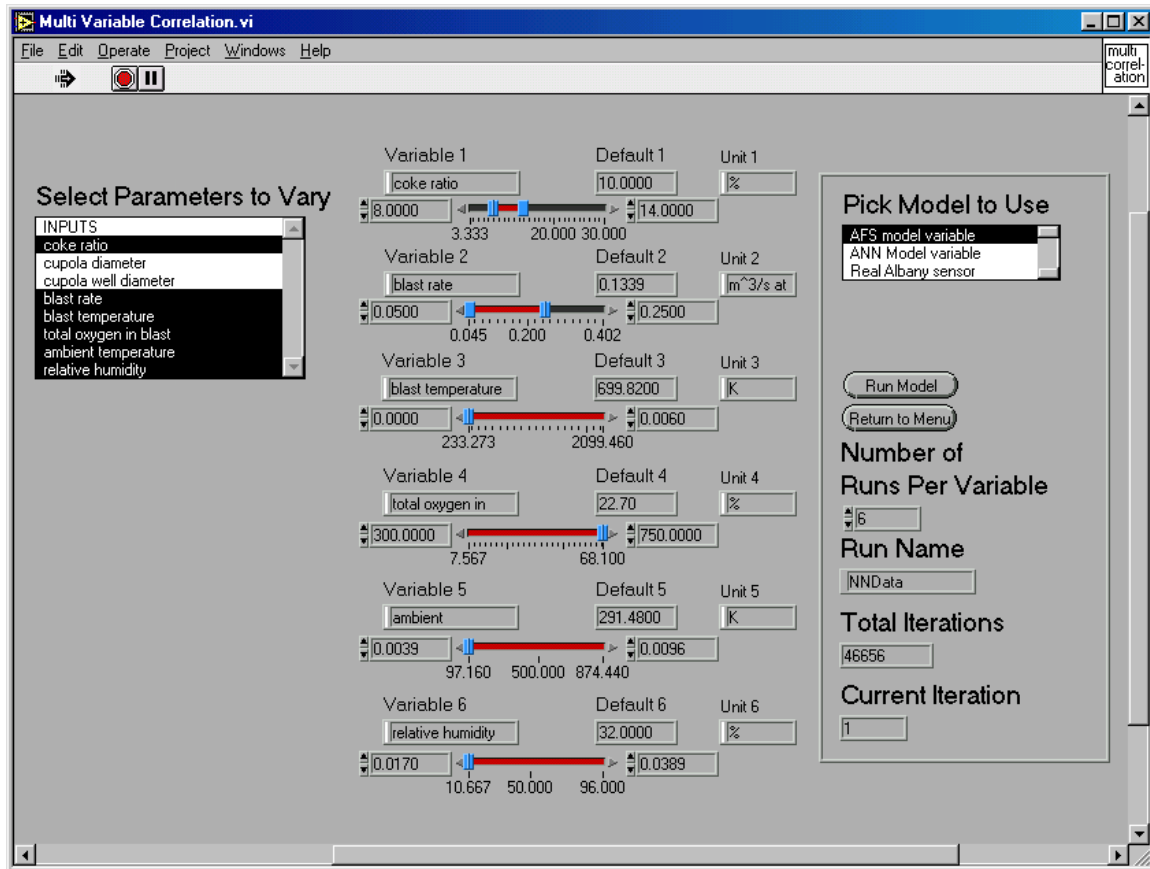 Multi Variable Correlation.vi
File Edit Operate Project Windows Help
multi
correl-
ation
Select Parameters to Vary
INPUTS
coke ratio
cupola diameter
cupola well diameter
blast rate
blast temperature
total oxygen in blast
ambient temperature
relative humidity
Variable 1 Default 1 Unit 1
coke ratio 10.0000 %
8.0000 14.0000
3.333 20.000 30.000
Variable 2 Default 2 Unit 2
blast rate 0.1339 m^3/s at
0.0500 0.2500
0.045 0.200 0.402
Variable 3 Default 3 Unit 3
blast temperature 699.8200 K
0.0000 0.0060
233.273 2099.460
Variable 4 Default 4 Unit 4
total oxygen in 22.70 %
300.0000 750.0000
7.567 68.100
Variable 5 Default 5 Unit 5
ambient 291.4800 K
0.0039 0.0096
97.160 500.000 874.440
Variable 6 Default 6 Unit 6
relative humidity 32.0000 %
0.0170 0.0389
10.667 50.000 96.000
Pick Model to Use
AFS model variable
ANN Model variable
Real Albany sensor
Run Model
Return to Menu
Number of
Runs Per Variable
6
Run Name
NNData
Total Iterations
46656
Current Iteration
1